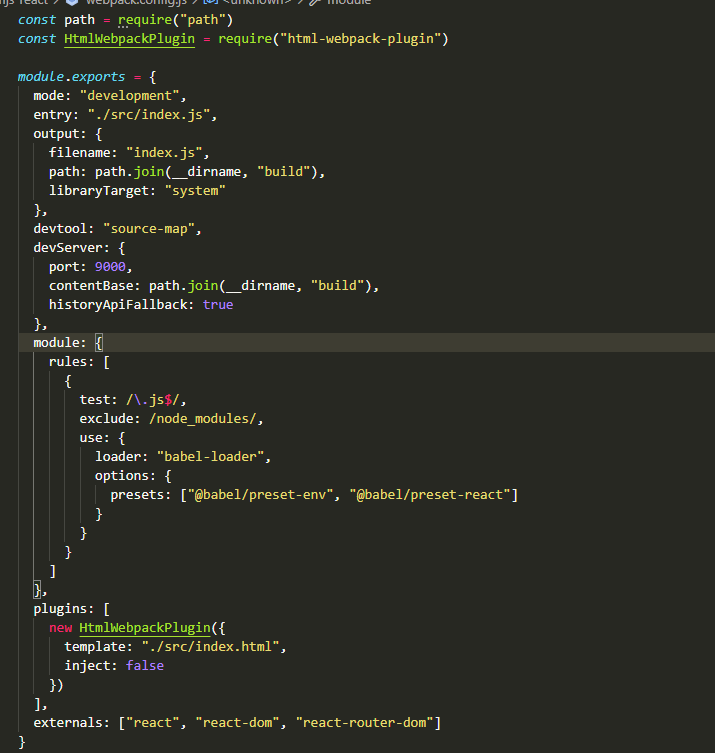 mjs react > webpack.config.js > <unknown> > module
const path = require("path")
const HtmlWebpackPlugin = require("html-webpack-plugin")
module.exports = {
mode: "development",
entry: "./src/index.js",
output: {
filename: "index.js",
path: path.join(__dirname, "build"),
libraryTarget: "system"
},
devtool: "source-map",
devServer: {
port: 9000,
contentBase: path.join(__dirname, "build"),
historyApiFallback: true
},
module: {
rules: [
{
test: /\.js$/,
exclude: /node_modules/,
use: {
loader: "babel-loader",
options: {
presets: ["@babel/preset-env", "@babel/preset-react"]
}
}
}
]
},
plugins: [
new HtmlWebpackPlugin({
template: "./src/index.html",
inject: false
})
],
externals: ["react", "react-dom", "react-router-dom"]
}